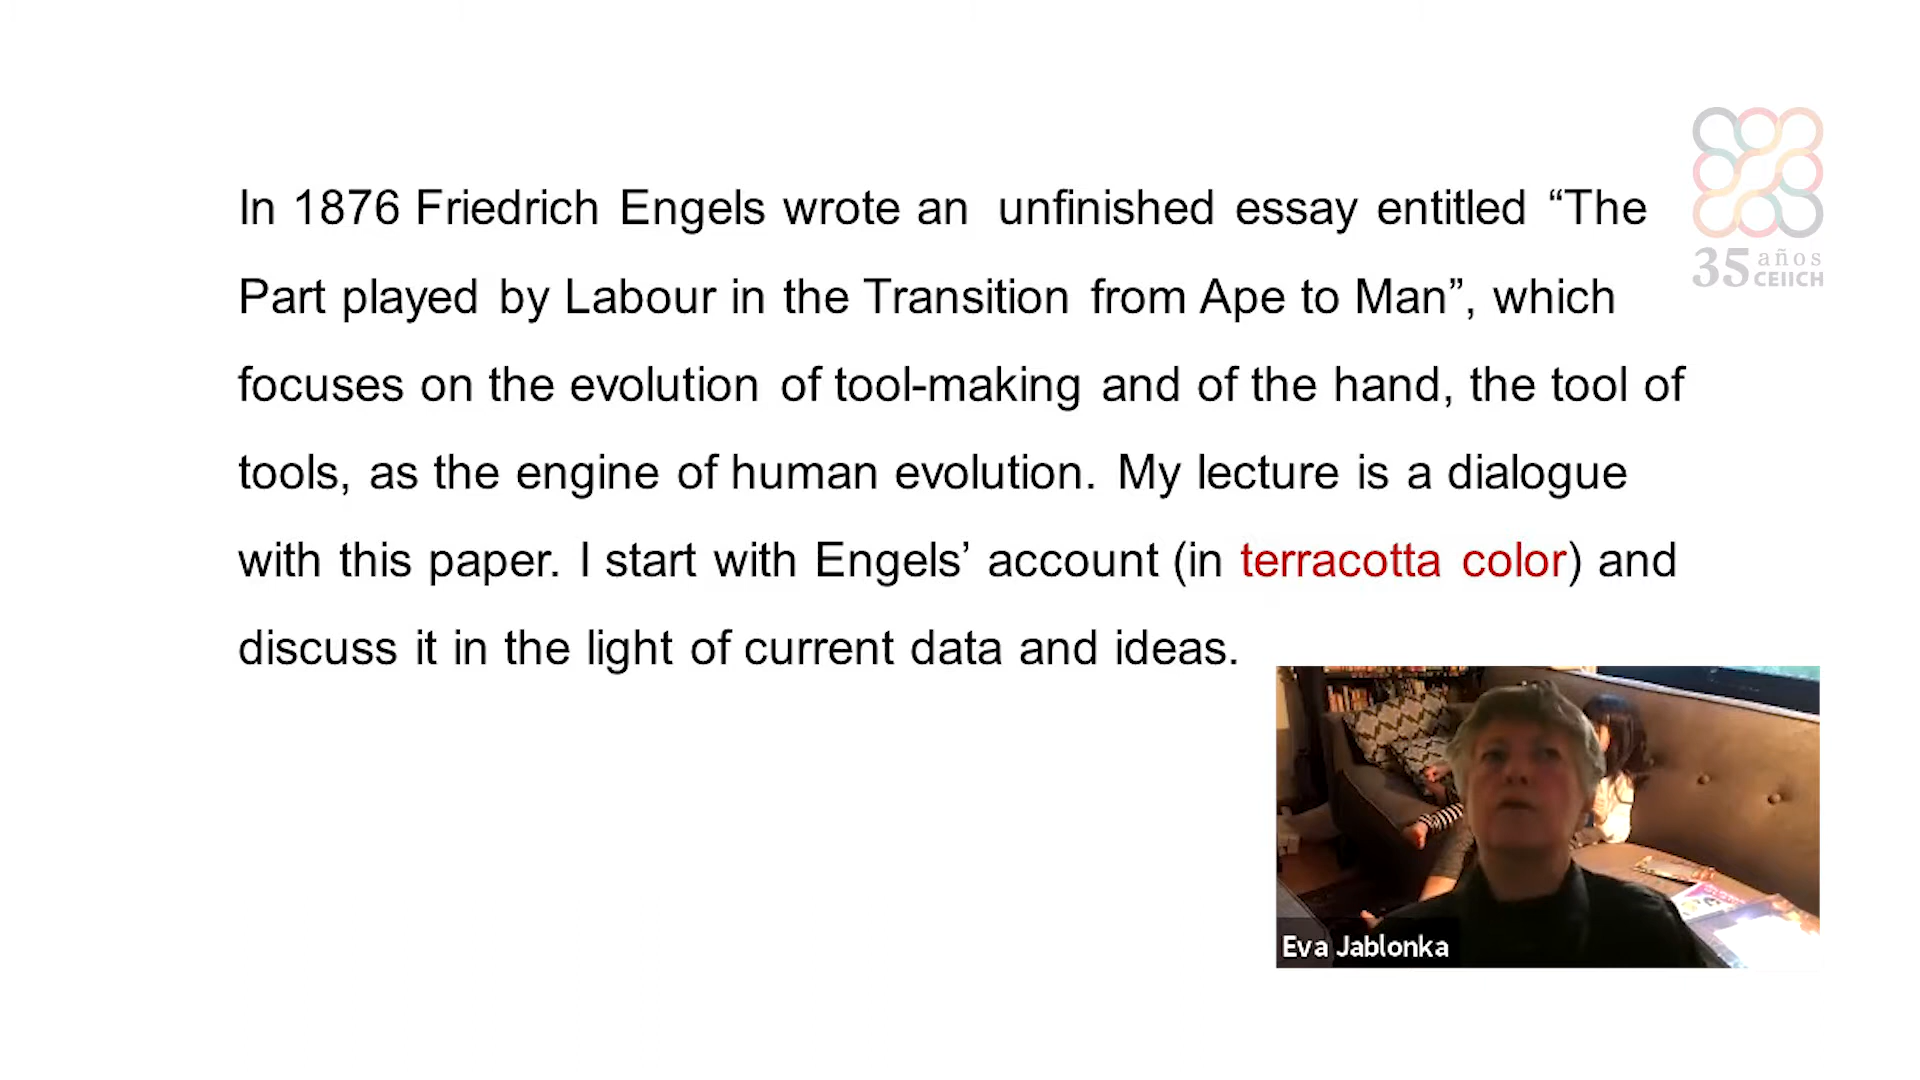 In 1876 Friedrich Engels wrote an unfinished essay entitled “The
Part played by Labour in the Transition from Ape to Man”, which
focuses on the evolution of tool-making and of the hand, the tool of
tools, as the engine of human evolution. My lecture is a dialogue
with this paper. I start with Engels’ account (in terracotta color) and
discuss it in the light of current data and ideas.
35 años
CEIICH
Eva Jablonka